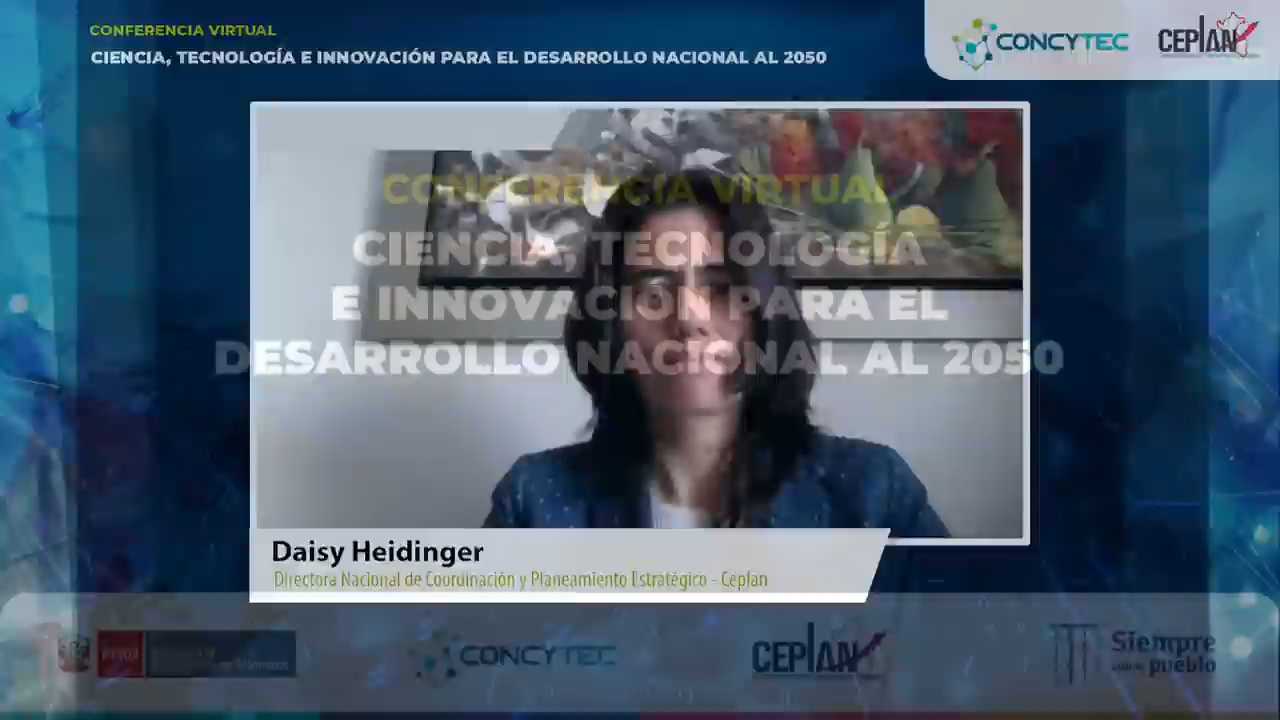 CONFERENCIA VIRTUAL
CIENCIA, TECNOLOGÍA E INNOVACIÓN PARA EL DESARROLLO NACIONAL AL 2050
CONCYTEC
CEPLAN
CONFERENCIA VIRTUAL
CIENCIA, TECNOLOGÍA
E INNOVACIÓN PARA EL
DESARROLLO NACIONAL AL 2050
Daisy Heidinger
Directora Nacional de Coordinación y Planeamiento Estratégico - Ceplan
PERÚ
CONCYTEC
CEPLAN
Siempre
pueblo